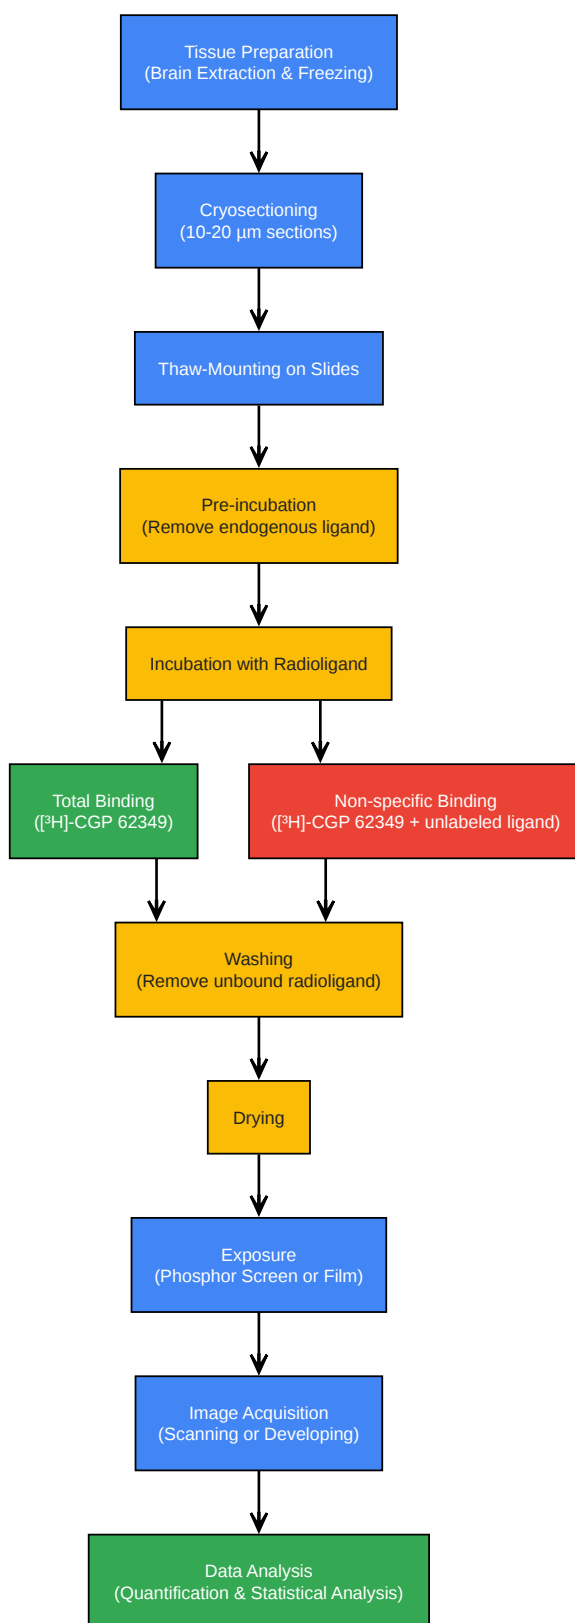 Tissue Preparation
(Brain Extraction & Freezing)
Cryosectioning
(10-20 µm sections)
Thaw-Mounting on Slides
Pre-incubation
(Remove endogenous ligand)
Incubation with Radioligand
Total Binding
([³H]-CGP 62349)
Non-specific Binding
([³H]-CGP 62349 + unlabeled ligand)
Washing
(Remove unbound radioligand)
Drying
Exposure
(Phosphor Screen or Film)
Image Acquisition
(Scanning or Developing)
Data Analysis
(Quantification & Statistical Analysis)